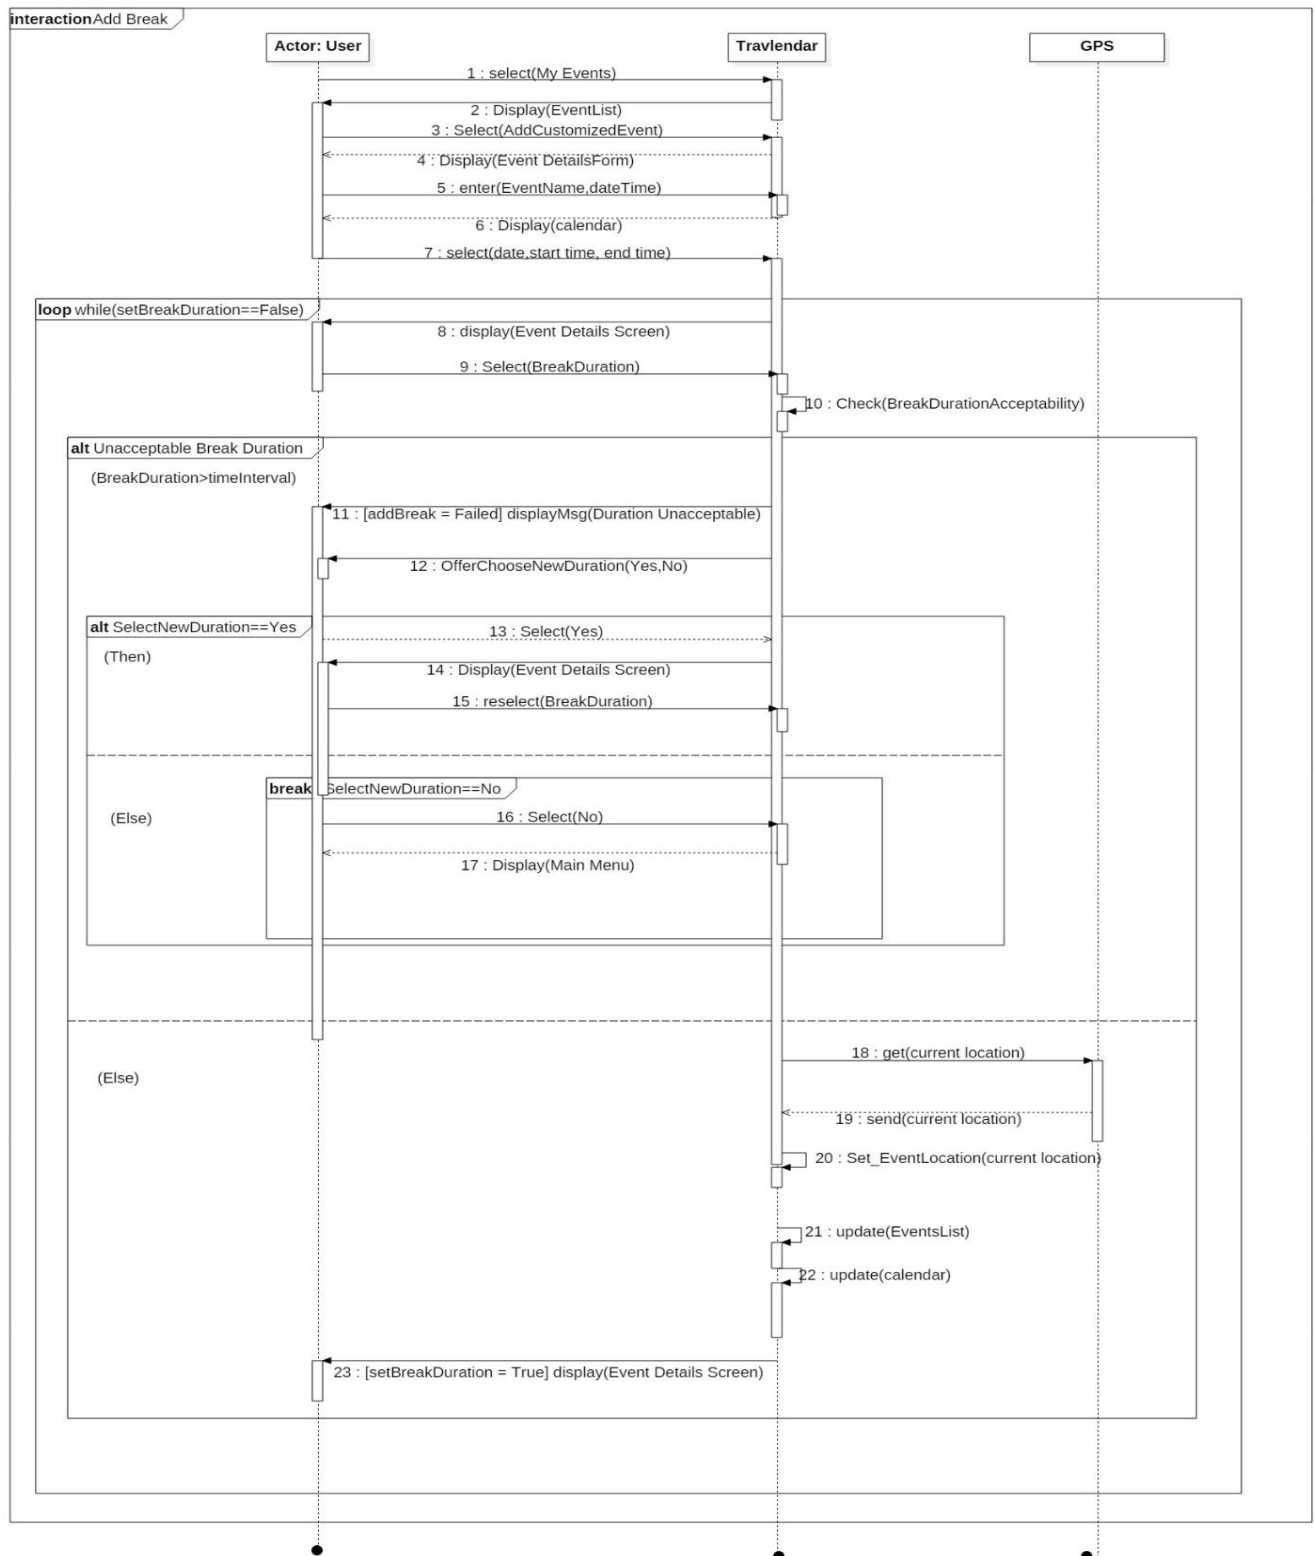 interaction Add Break
Actor: User
Travlendar
GPS
1 : select(My Events)
2 : Display(EventList)
3 : Select(AddCustomizedEvent)
4 : Display(Event DetailsForm)
5 : enter(EventName,dateTime)
6 : Display(calendar)
7 : select(date,start time, end time)
loop while(setBreakDuration==False)
8 : display(Event Details Screen)
9 : Select(BreakDuration)
10 : Check(BreakDurationAcceptability)
alt Unacceptable Break Duration
(BreakDuration>timeInterval)
11 : [addBreak = Failed] displayMsg(Duration Unacceptable)
12 : OfferChooseNewDuration(Yes,No)
alt SelectNewDuration==Yes
13 : Select(Yes)
(Then)
14 : Display(Event Details Screen)
15 : reselect(BreakDuration)
break SelectNewDuration==No
(Else)
16 : Select(No)
17 : Display(Main Menu)
18 : get(current location)
(Else)
19 : send(current location)
20 : Set_EventLocation(current location)
21 : update(EventsList)
22 : update(calendar)
23 : [setBreakDuration = True] display(Event Details Screen)